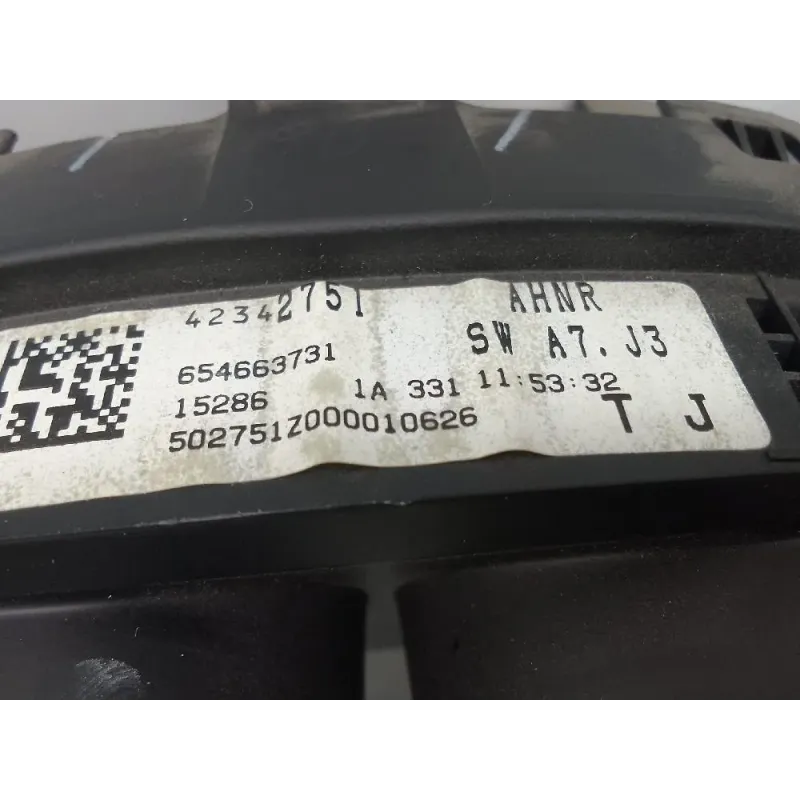 42342751 AHNR
SW A7.J3
654663731
15286 1A 331 11:53:32
502751Z000010626 T J